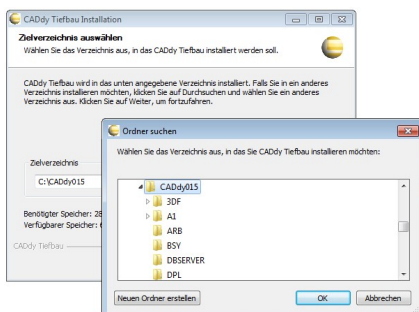 CADdy Tiefbau Installation
Zielverzeichnis auswählen
Wählen Sie das Verzeichnis aus, in das CADdy Tiefbau installiert werden soll.
CADdy Tiefbau wird in das unten angegebene Verzeichnis installiert. Falls Sie in ein anderes
Verzeichnis installieren möchten, klicken Sie auf Durchsuchen und wählen Sie ein anderes
Verzeichnis aus. Klicken Sie auf Weiter, um fortzufahren.
Zielverzeichnis
C:\CADdy015
Benötigter Speicher: 28
Verfügbarer Speicher:
CADdy Tiefbau
Ordner suchen
Wählen Sie das Verzeichnis aus, in das Sie CADdy Tiefbau installieren möchten:
CADdy015
3DF
A1
ARB
BSY
DBSERVER
DPL
Neuen Ordner erstellen
OK
Abbrechen